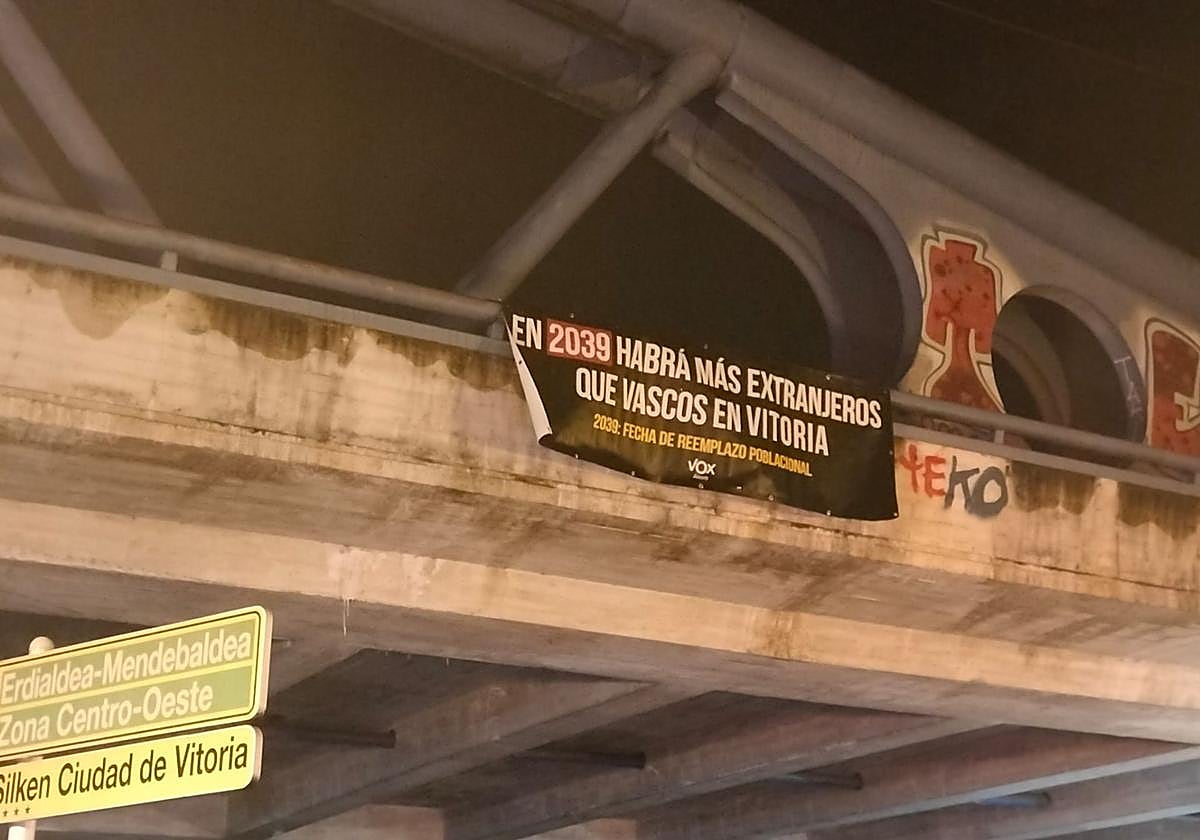 EN 2039 HABRÁ MÁS EXTRANJEROS
QUE VASCOS EN VITORIA
2039: FECHA DE REEMPLAZO POBLACIONAL
VOX
YEKO
Erdialdea-Mendebaldea
Zona Centro-Oeste
Silken Ciudad de Vitoria